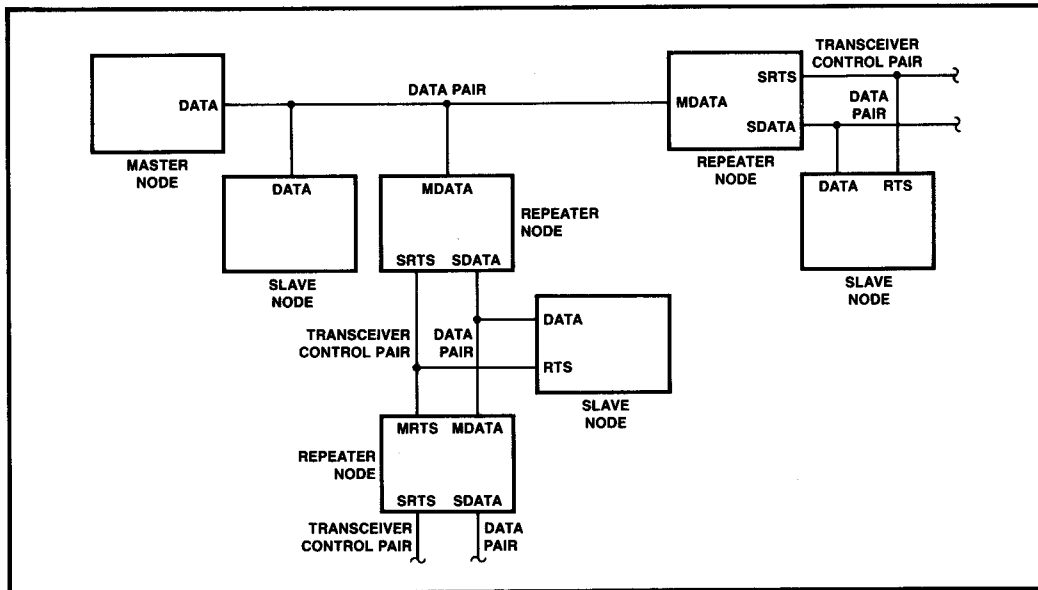 TRANSCEIVER
CONTROL PAIR
SRTS
DATA
DATA PAIR
MDATA
DATA
PAIR
SDATA
MASTER
NODE
REPEATER
NODE
DATA
MDATA
DATA RTS
REPEATER
NODE
SRTS SDATA
SLAVE
NODE
SLAVE
NODE
TRANSCEIVER
CONTROL PAIR
DATA
PAIR
DATA
RTS
SLAVE
NODE
MRTS MDATA
REPEATER
NODE
SRTS SDATA
TRANSCEIVER
CONTROL PAIR
DATA
PAIR